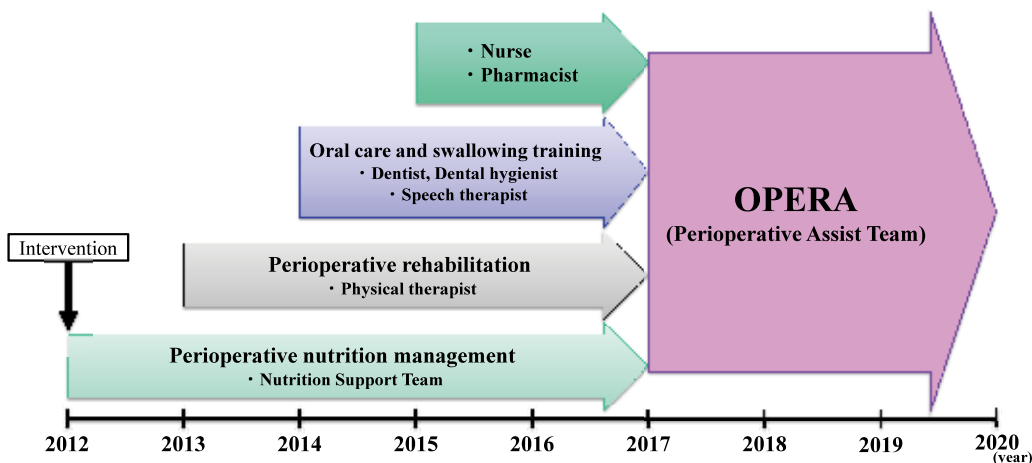 ・Nurse
・Pharmacist
Oral care and swallowing training
・Dentist, Dental hygienist
・Speech therapist
OPERA
(Perioperative Assist Team)
Intervention
Perioperative rehabilitation
・Physical therapist
Perioperative nutrition management
・Nutrition Support Team
2012 2013 2014 2015 2016 2017 2018 2019 2020
(year)